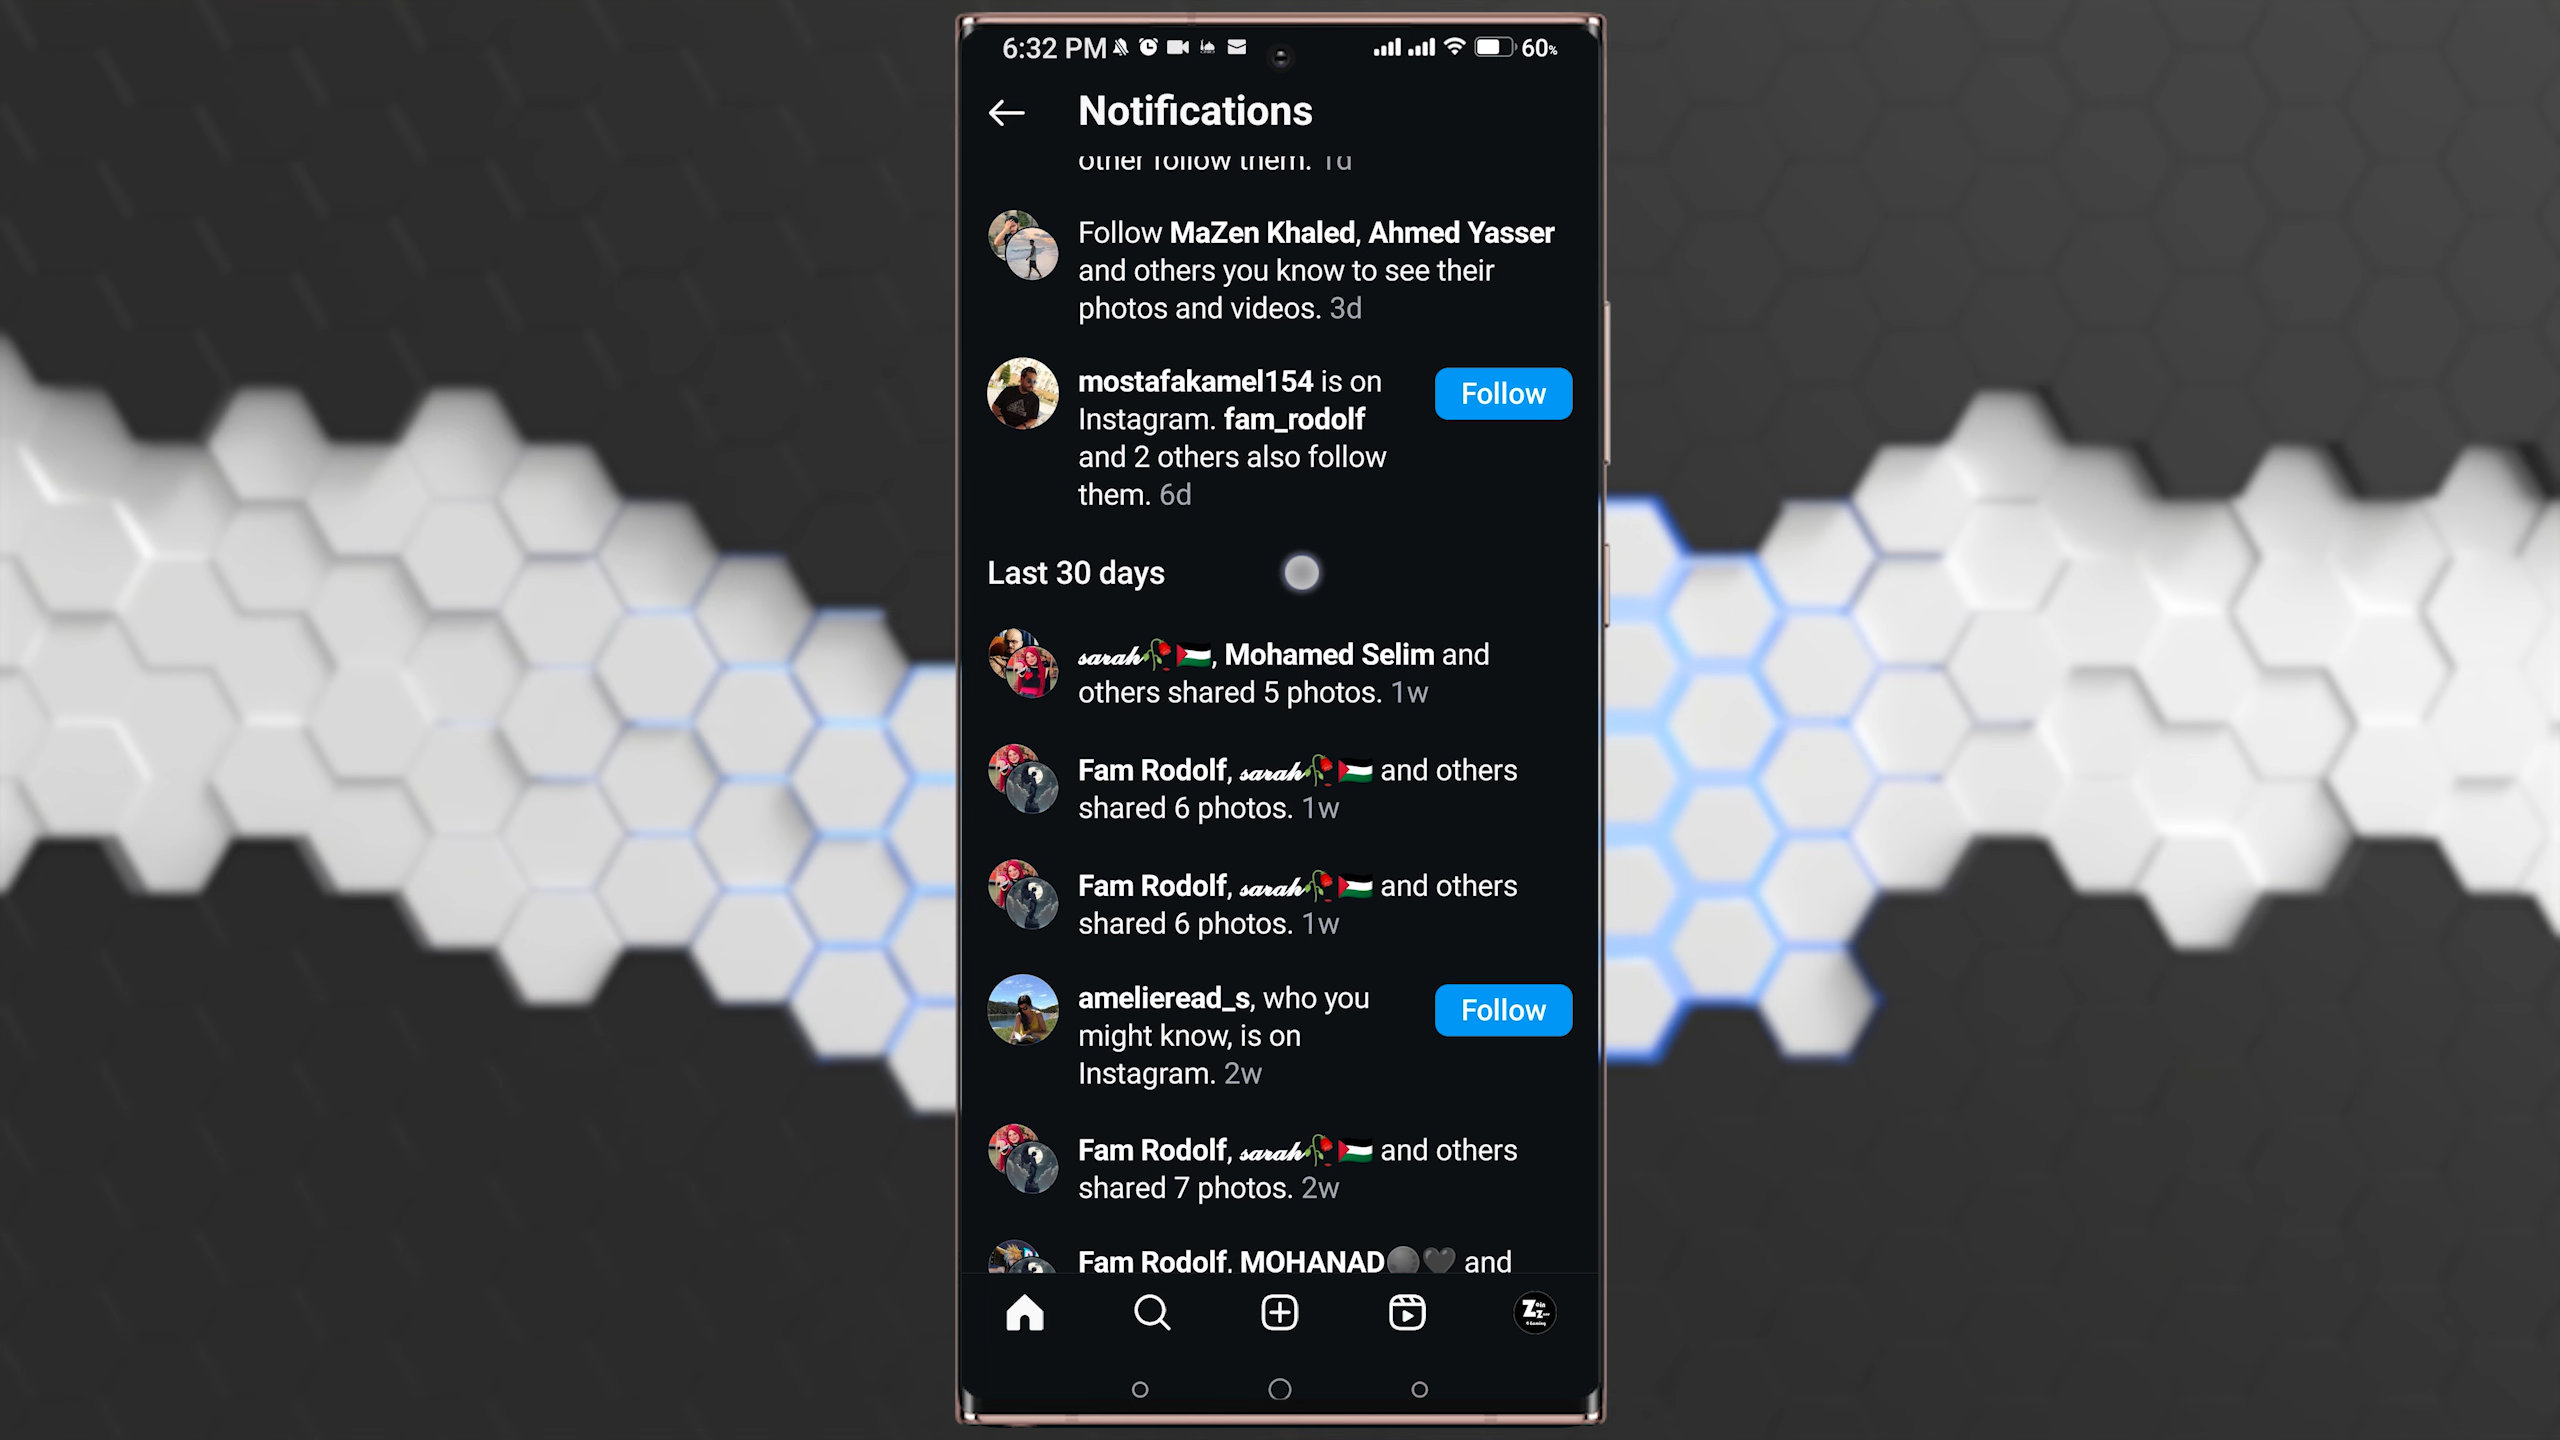 6:32 PM
60%
Notifications
other follow them. 1d
Follow MaZen Khaled, Ahmed Yasser
and others you know to see their
photos and videos. 3d
mostafakamel154 is on
Instagram. fam_rodolf
and 2 others also follow
them. 6d
Follow
Last 30 days
𝓼𝓪𝓻𝓪𝓱🥀🇵🇸, Mohamed Selim and
others shared 5 photos. 1w
Fam Rodolf, 𝓼𝓪𝓻𝓪𝓱🥀🇵🇸 and others
shared 6 photos. 1w
Fam Rodolf, 𝓼𝓪𝓻𝓪𝓱🥀🇵🇸 and others
shared 6 photos. 1w
amelieread_s, who you
might know, is on
Instagram. 2w
Follow
Fam Rodolf, 𝓼𝓪𝓻𝓪𝓱🥀🇵🇸 and others
shared 7 photos. 2w
Fam Rodolf, MOHANAD🌑🖤 and